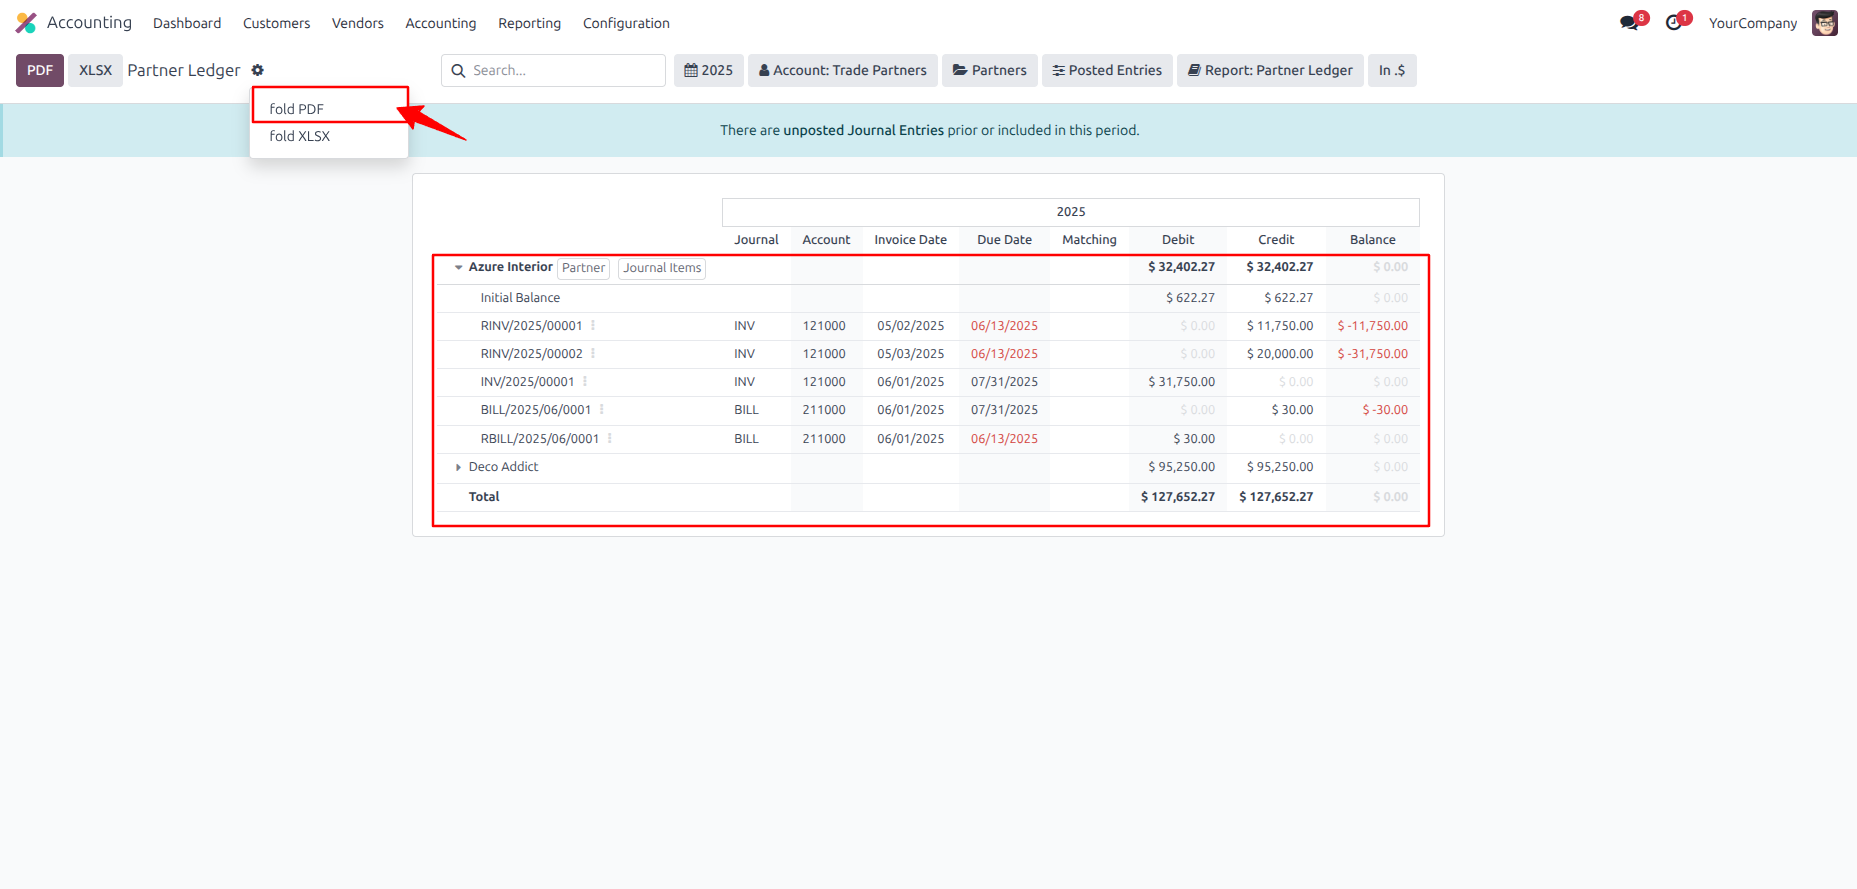 Accounting Dashboard Customers Vendors Accounting Reporting Configuration 8 1 YourCompany
PDF XLSX Partner Ledger Search... 2025 Account: Trade Partners Partners Posted Entries Report: Partner Ledger In .$
fold PDF
fold XLSX
There are unposted Journal Entries prior or included in this period.
2025
Journal Account Invoice Date Due Date Matching Debit Credit Balance
Azure Interior Partner Journal Items $ 32,402.27 $ 32,402.27 $ 0.00
Initial Balance $ 622.27 $ 622.27 $ 0.00
RINV/2025/00001 INV 121000 05/02/2025 06/13/2025 $ 0.00 $ 11,750.00 $ -11,750.00
RINV/2025/00002 INV 121000 05/03/2025 06/13/2025 $ 0.00 $ 20,000.00 $ -31,750.00
INV/2025/00001 INV 121000 06/01/2025 07/31/2025 $ 31,750.00 $ 0.00 $ 0.00
BILL/2025/06/0001 BILL 211000 06/01/2025 07/31/2025 $ 0.00 $ 30.00 $ -30.00
RBILL/2025/06/0001 BILL 211000 06/01/2025 06/13/2025 $ 30.00 $ 0.00 $ 0.00
Deco Addict $ 95,250.00 $ 95,250.00 $ 0.00
Total $ 127,652.27 $ 127,652.27 $ 0.00